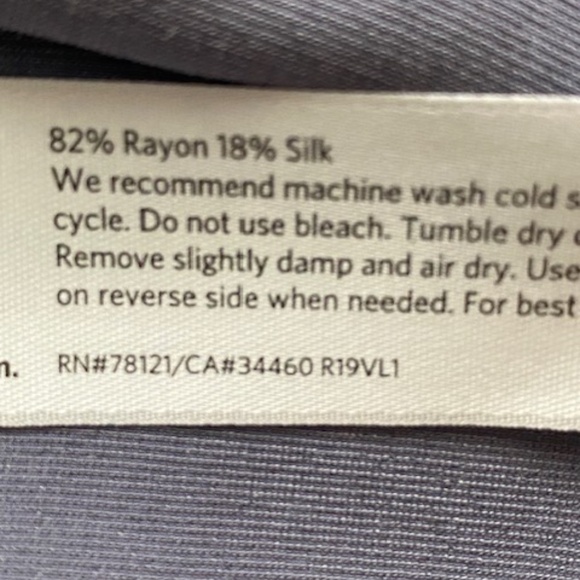 82% Rayon 18% Silk
We recommend machine wash cold s
cycle. Do not use bleach. Tumble dry
Remove slightly damp and air dry. Use
on reverse side when needed. For best
n. RN#78121/CA#34460 R19VL1